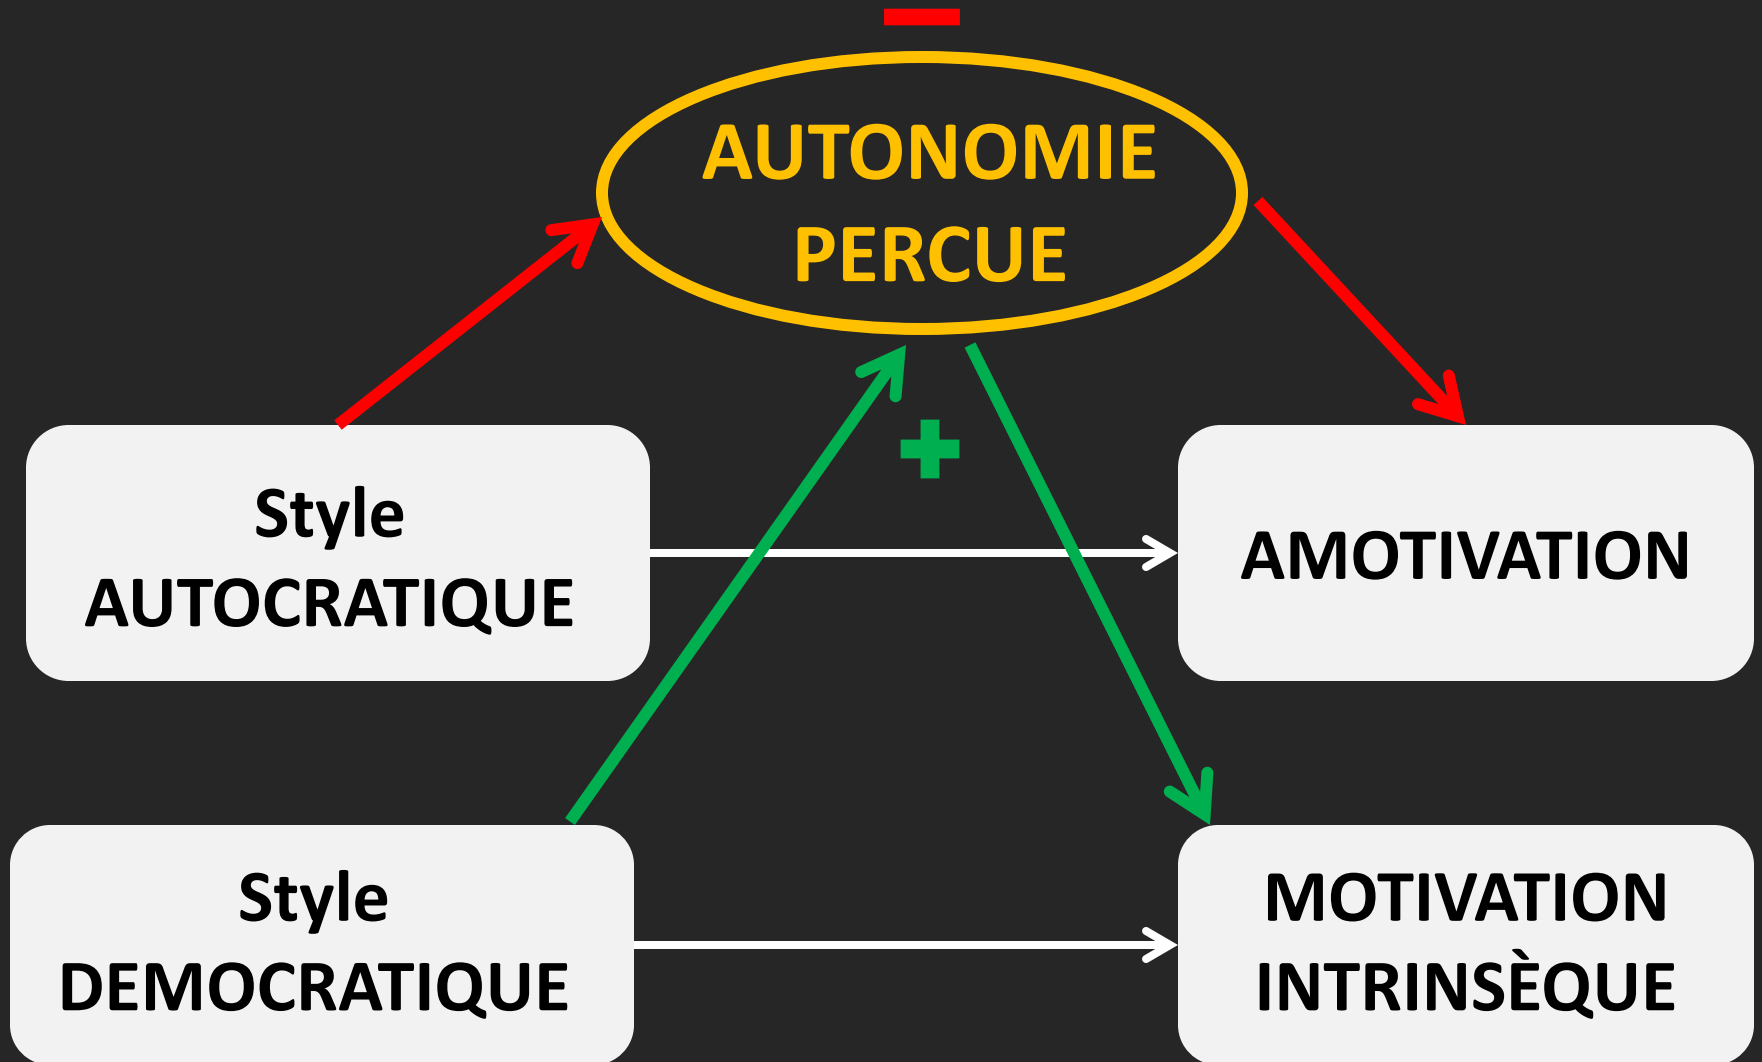 AUTONOMIE
PERCUE
Style
AUTOCRATIQUE
AMOTIVATION
Style
DEMOCRATIQUE
MOTIVATION
INTRINSÈQUE